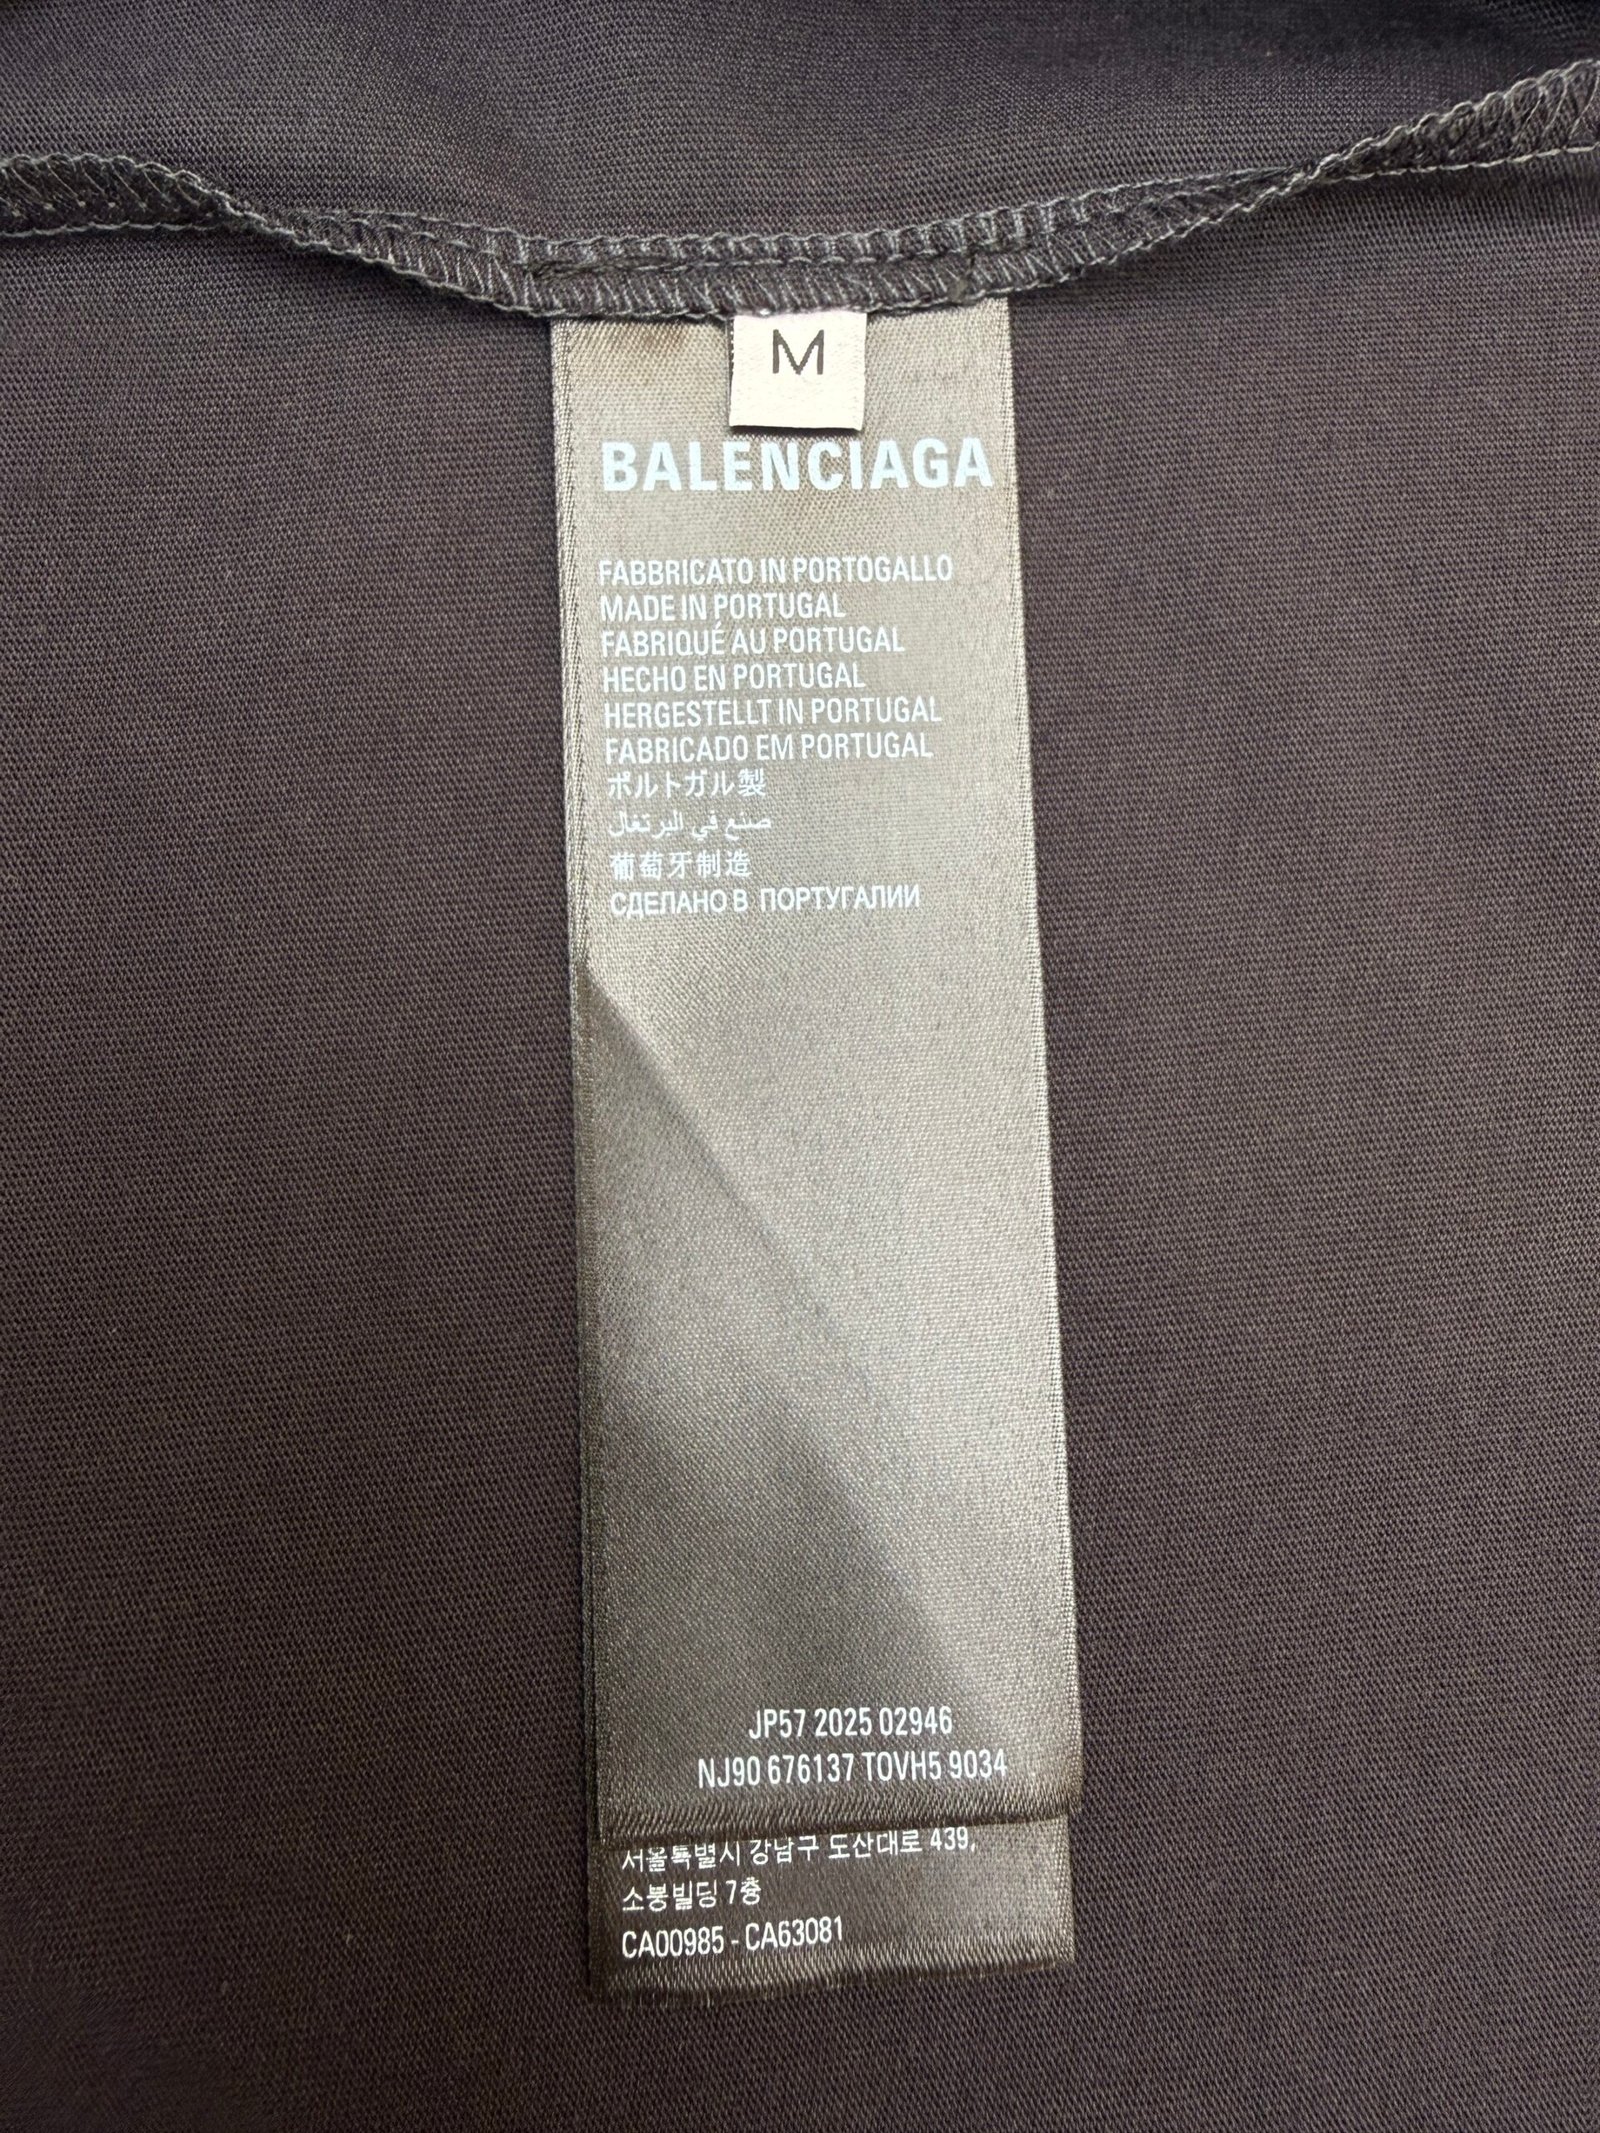 M
BALENCIAGA
FABBRICATO IN PORTOGALLO
MADE IN PORTUGAL
FABRIQUÉ AU PORTUGAL
HECHO EN PORTUGAL
HERGESTELLT IN PORTUGAL
FABRICADO EM PORTUGAL
ポルトガル製
صنع في البرتغال
葡萄牙制造
СДЕЛАНО В ПОРТУГАЛИИ
JP57 2025 02946
NJ90 676137 TOVH5 9034
서울특별시 강남구 도산대로 439,
소봉빌딩 7층
CA00985 - CA63081